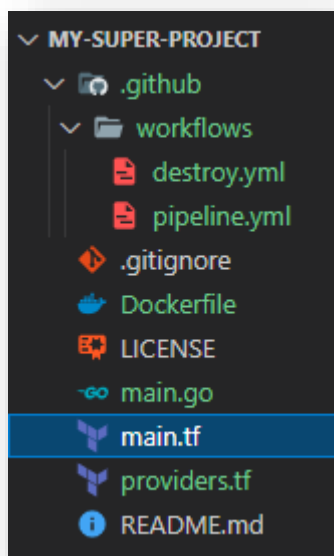 MY-SUPER-PROJECT
.github
workflows
destroy.yml
pipeline.yml
.gitignore
Dockerfile
LICENSE
GO main.go
main.tf
providers.tf
README.md